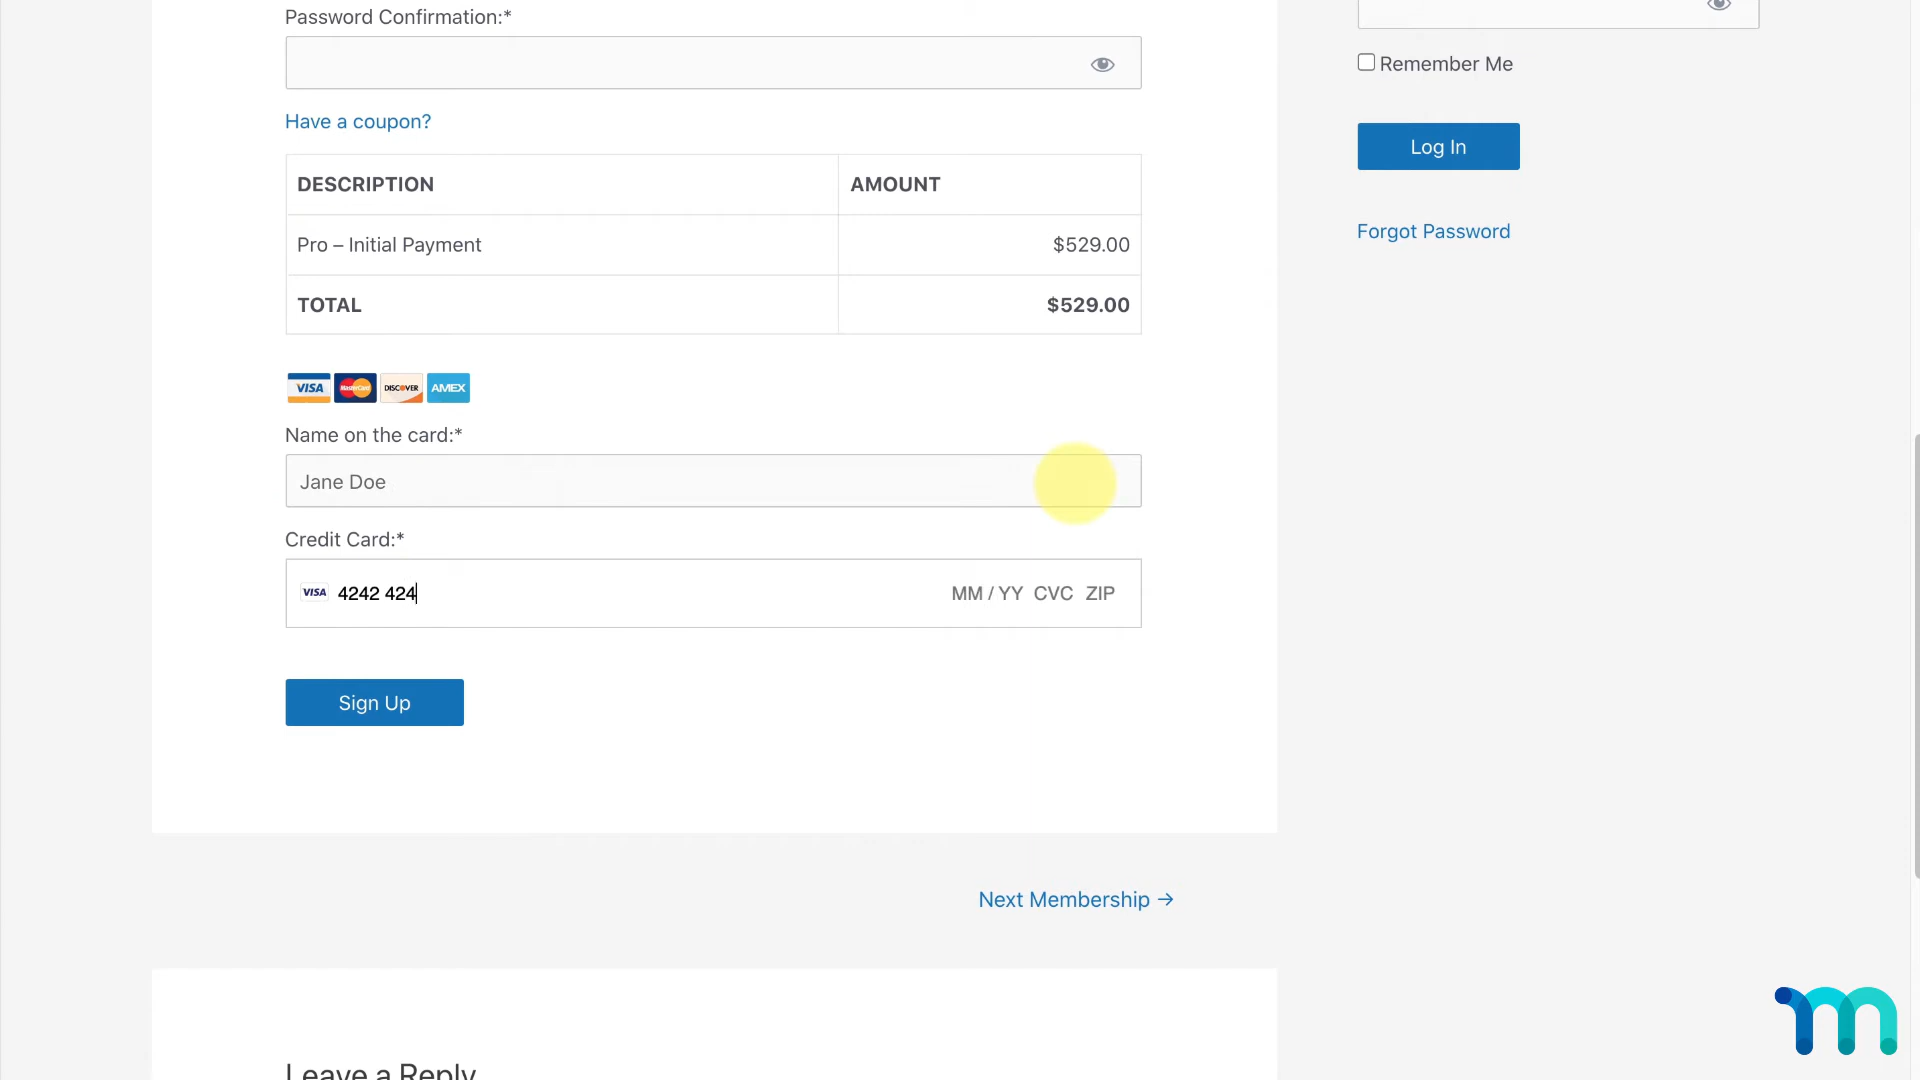 Password Confirmation:*
Remember Me
Have a coupon?
Log In
DESCRIPTION AMOUNT
Forgot Password
Pro – Initial Payment $529.00
TOTAL $529.00
VISA MasterCard DISCOVER AMEX
Name on the card:*
Jane Doe
Credit Card:*
VISA 4242 424 MM / YY CVC ZIP
Sign Up
Next Membership →
Leave a Reply